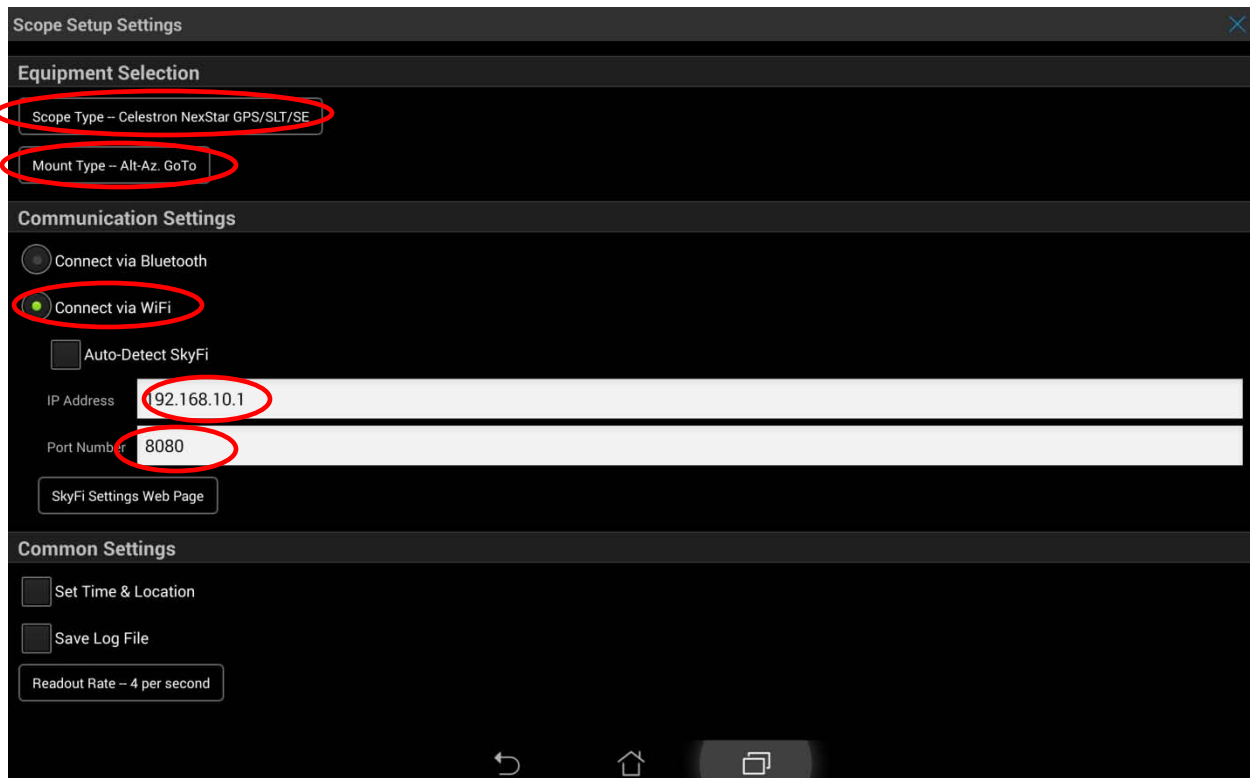 Scope Setup Settings
Equipment Selection
Scope Type -- Celestron NexStar GPS/SLT/SE
Mount Type -- Alt-Az. GoTo
Communication Settings
Connect via Bluetooth
Connect via WiFi
Auto-Detect SkyFi
IP Address 192.168.10.1
Port Number 8080
SkyFi Settings Web Page
Common Settings
Set Time & Location
Save Log File
Readout Rate -- 4 per second